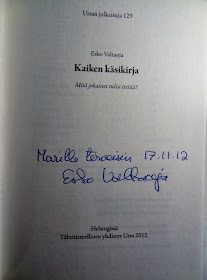 Ursan julkaisuja 129
Esko Valtaoja
Kaiken käsikirja
Mitä jokaisen tulisi tietää?
Marille terveisin 17.11.12
Esko Valtaoja
Helsingissä
Tähtitieteellinen yhdistys Ursa 2012